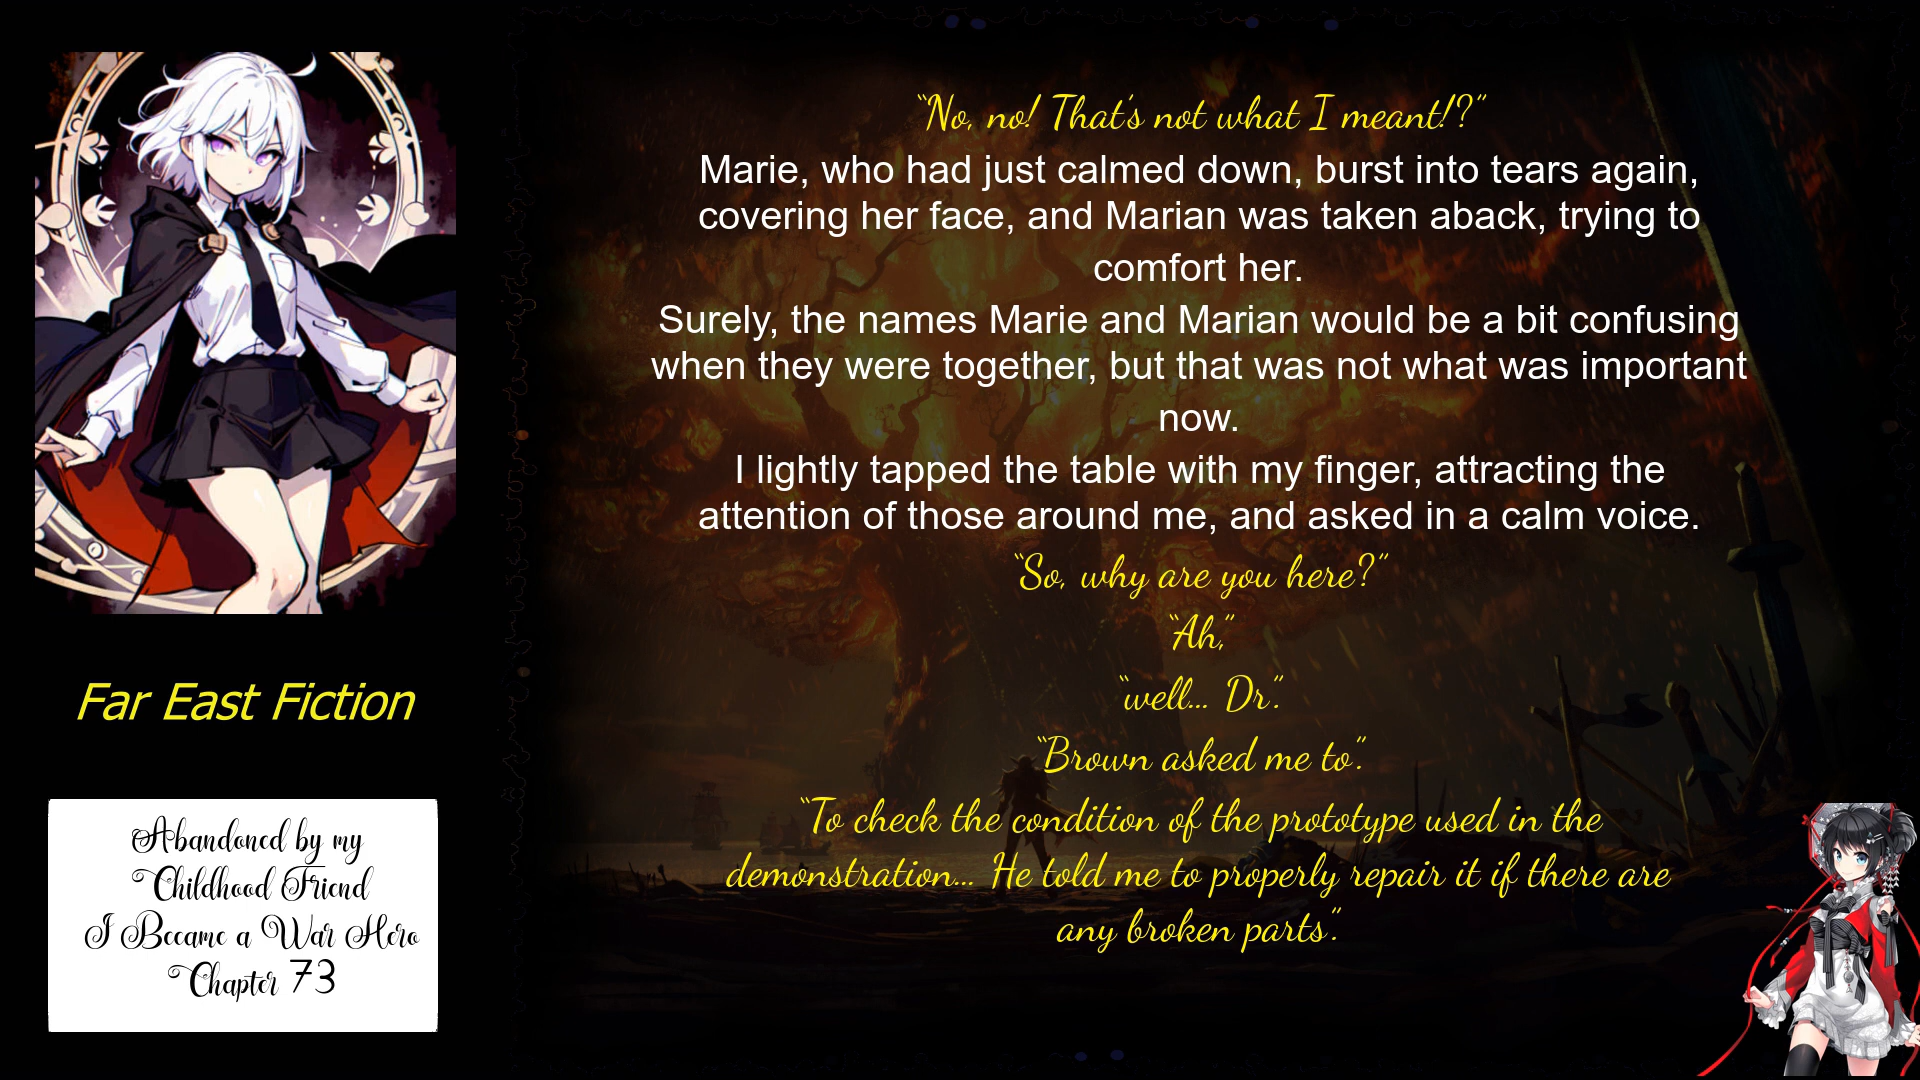 “No, no! That’s not what I meant!?”
Marie, who had just calmed down, burst into tears again,
covering her face, and Marian was taken aback, trying to
comfort her.
Surely, the names Marie and Marian would be a bit confusing
when they were together, but that was not what was important
now.
I lightly tapped the table with my finger, attracting the
attention of those around me, and asked in a calm voice.
“So, why are you here?”
“Ah,”
“well... Dr.”
“Brown asked me to”.
“To check the condition of the prototype used in the
demonstration... He told me to properly repair it if there are
any broken parts”.
Far East Fiction
Abandoned by my
Childhood Friend
I Became a War Hero
Chapter 73